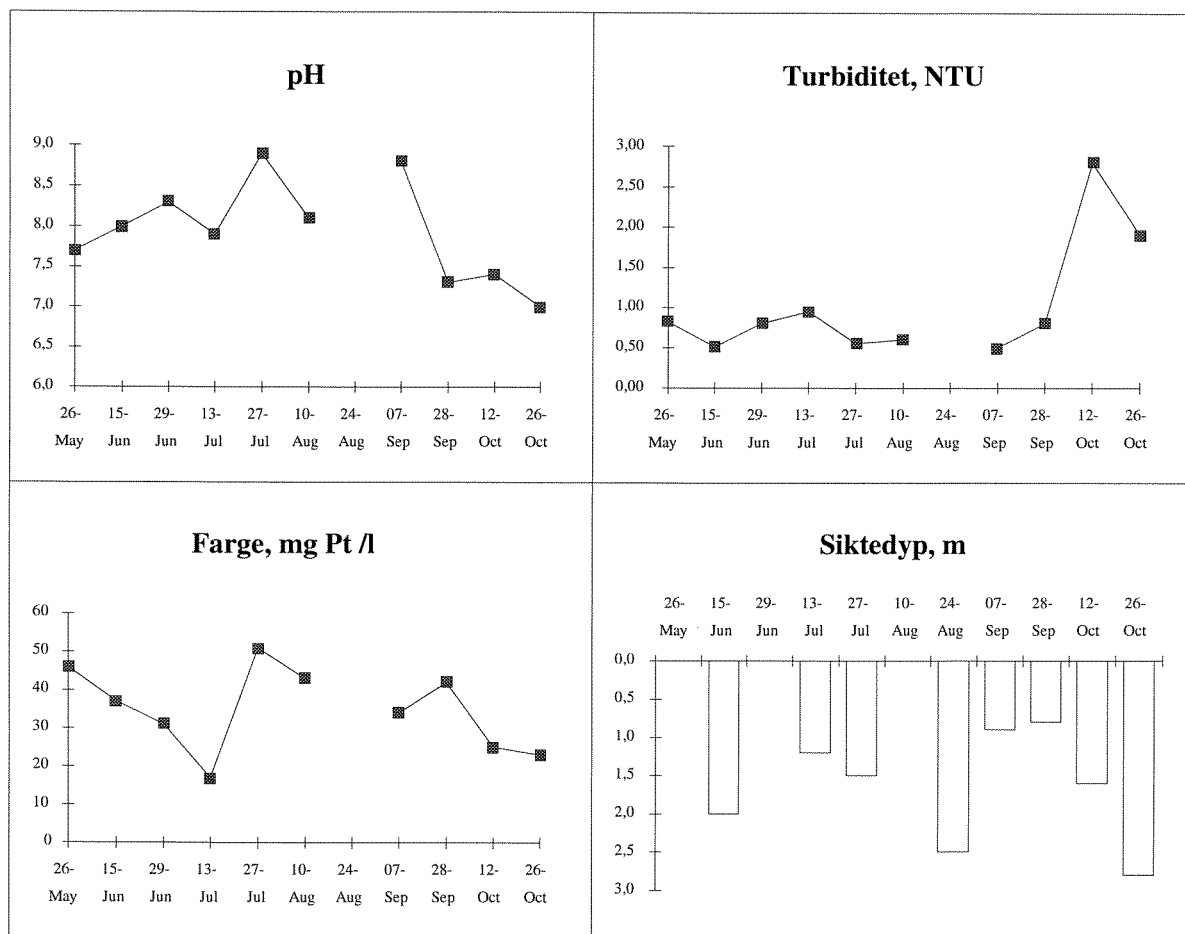 pH
9,0
8,5
8,0
7,5
7,0
6,5
6,0
26- 15- 29- 13- 27- 10- 24- 07- 28- 12- 26-
May Jun Jun Jul Jul Aug Aug Sep Sep Oct Oct
Turbiditet, NTU
3,00
2,50
2,00
1,50
1,00
0,50
0,00
26- 15- 29- 13- 27- 10- 24- 07- 28- 12- 26-
May Jun Jun Jul Jul Aug Aug Sep Sep Oct Oct
Farge, mg Pt /l
60
50
40
30
20
10
0
26- 15- 29- 13- 27- 10- 24- 07- 28- 12- 26-
May Jun Jun Jul Jul Aug Aug Sep Sep Oct Oct
Siktedyp, m
26- 15- 29- 13- 27- 10- 24- 07- 28- 12- 26-
May Jun Jun Jul Jul Aug Aug Sep Sep Oct Oct
0,0
0,5
1,0
1,5
2,0
2,5
3,0